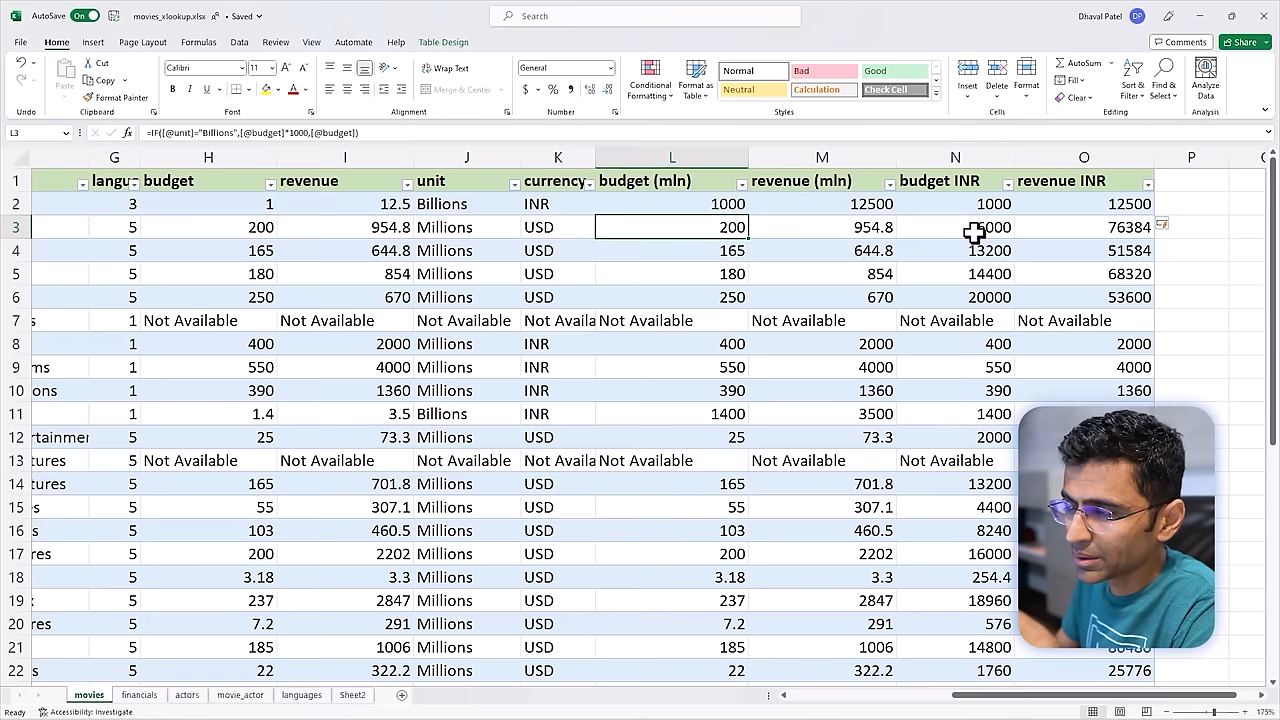 AutoSave On movies_xlookup.xlsx • Saved Search Dhaval Patel DP
File Home Insert Page Layout Formulas Data Review View Automate Help Table Design Comments Share
Cut Calibri 11 Wrap Text General AutoSum
Paste Copy Merge & Center Conditional Formatting Format as Table Normal Bad Good Insert Delete Format Fill Sort & Filter Find & Select Analyze Data
Format Painter Neutral Calculation Check Cell Clear
Undo Clipboard Font Alignment Number Styles Cells Editing Analysis
L3 =IF([@unit]="Billions",[@budget]*1000,[@budget])
G H I J K L M N O P
1 langu budget revenue unit currency budget (mln) revenue (mln) budget INR revenue INR
2 3 1 12.5 Billions INR 1000 12500 1000 12500
3 5 200 954.8 Millions USD 200 954.8 000 76384
4 5 165 644.8 Millions USD 165 644.8 13200 51584
5 5 180 854 Millions USD 180 854 14400 68320
6 5 250 670 Millions USD 250 670 20000 53600
7 s 1 Not Available Not Available Not Available Not Availa Not Available Not Available Not Available Not Available
8 1 400 2000 Millions INR 400 2000 400 2000
9 ms 1 550 4000 Millions INR 550 4000 550 4000
10 ons 1 390 1360 Millions INR 390 1360 390 1360
11 1 1.4 3.5 Billions INR 1400 3500 1400
12 rtainmer 5 25 73.3 Millions USD 25 73.3 2000
13 tures 5 Not Available Not Available Not Available Not Availa Not Available Not Available Not Available
14 tures 5 165 701.8 Millions USD 165 701.8 13200
15 s 5 55 307.1 Millions USD 55 307.1 4400
16 s 5 103 460.5 Millions USD 103 460.5 8240
17 res 5 200 2202 Millions USD 200 2202 16000
18 5 3.18 3.3 Millions USD 3.18 3.3 254.4
19 5 237 2847 Millions USD 237 2847 18960
20 res 5 7.2 291 Millions USD 7.2 291 576
21 5 185 1006 Millions USD 185 1006 14800
22 s 5 22 322.2 Millions USD 22 322.2 1760 25776
movies financials actors movie_actor languages Sheet2
Accessibility: Investigate 175%